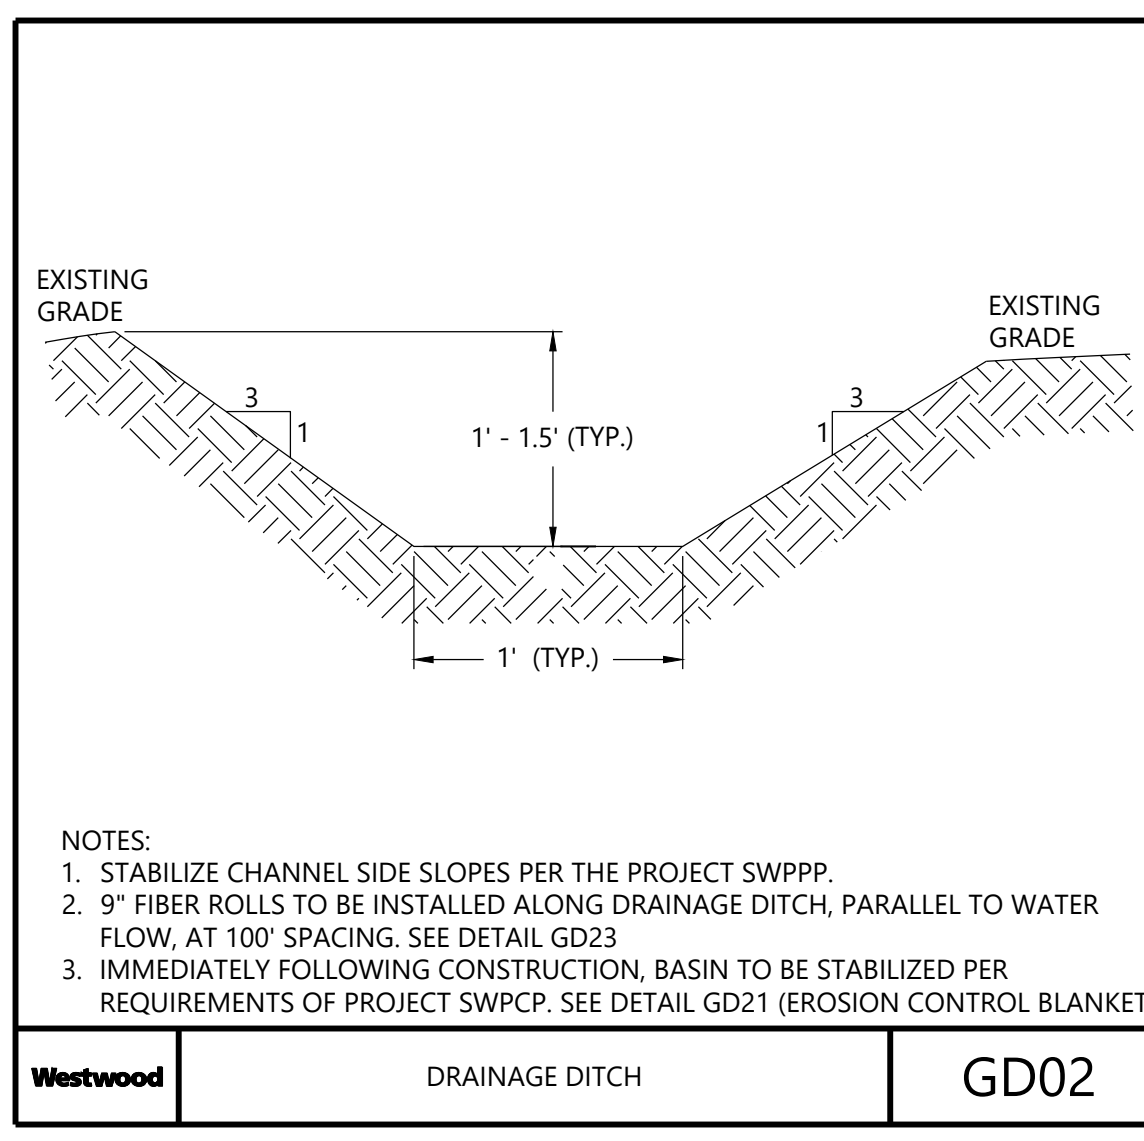 EXISTING
GRADE
EXISTING
GRADE
3
1
3
1
1' - 1.5' (TYP.)
1' (TYP.)
NOTES:
1. STABILIZE CHANNEL SIDE SLOPES PER THE PROJECT SWPPP.
2. 9" FIBER ROLLS TO BE INSTALLED ALONG DRAINAGE DITCH, PARALLEL TO WATER
FLOW, AT 100' SPACING. SEE DETAIL GD23
3. IMMEDIATELY FOLLOWING CONSTRUCTION, BASIN TO BE STABILIZED PER
REQUIREMENTS OF PROJECT SWPCP. SEE DETAIL GD21 (EROSION CONTROL BLANKET
Westwood
DRAINAGE DITCH
GD02